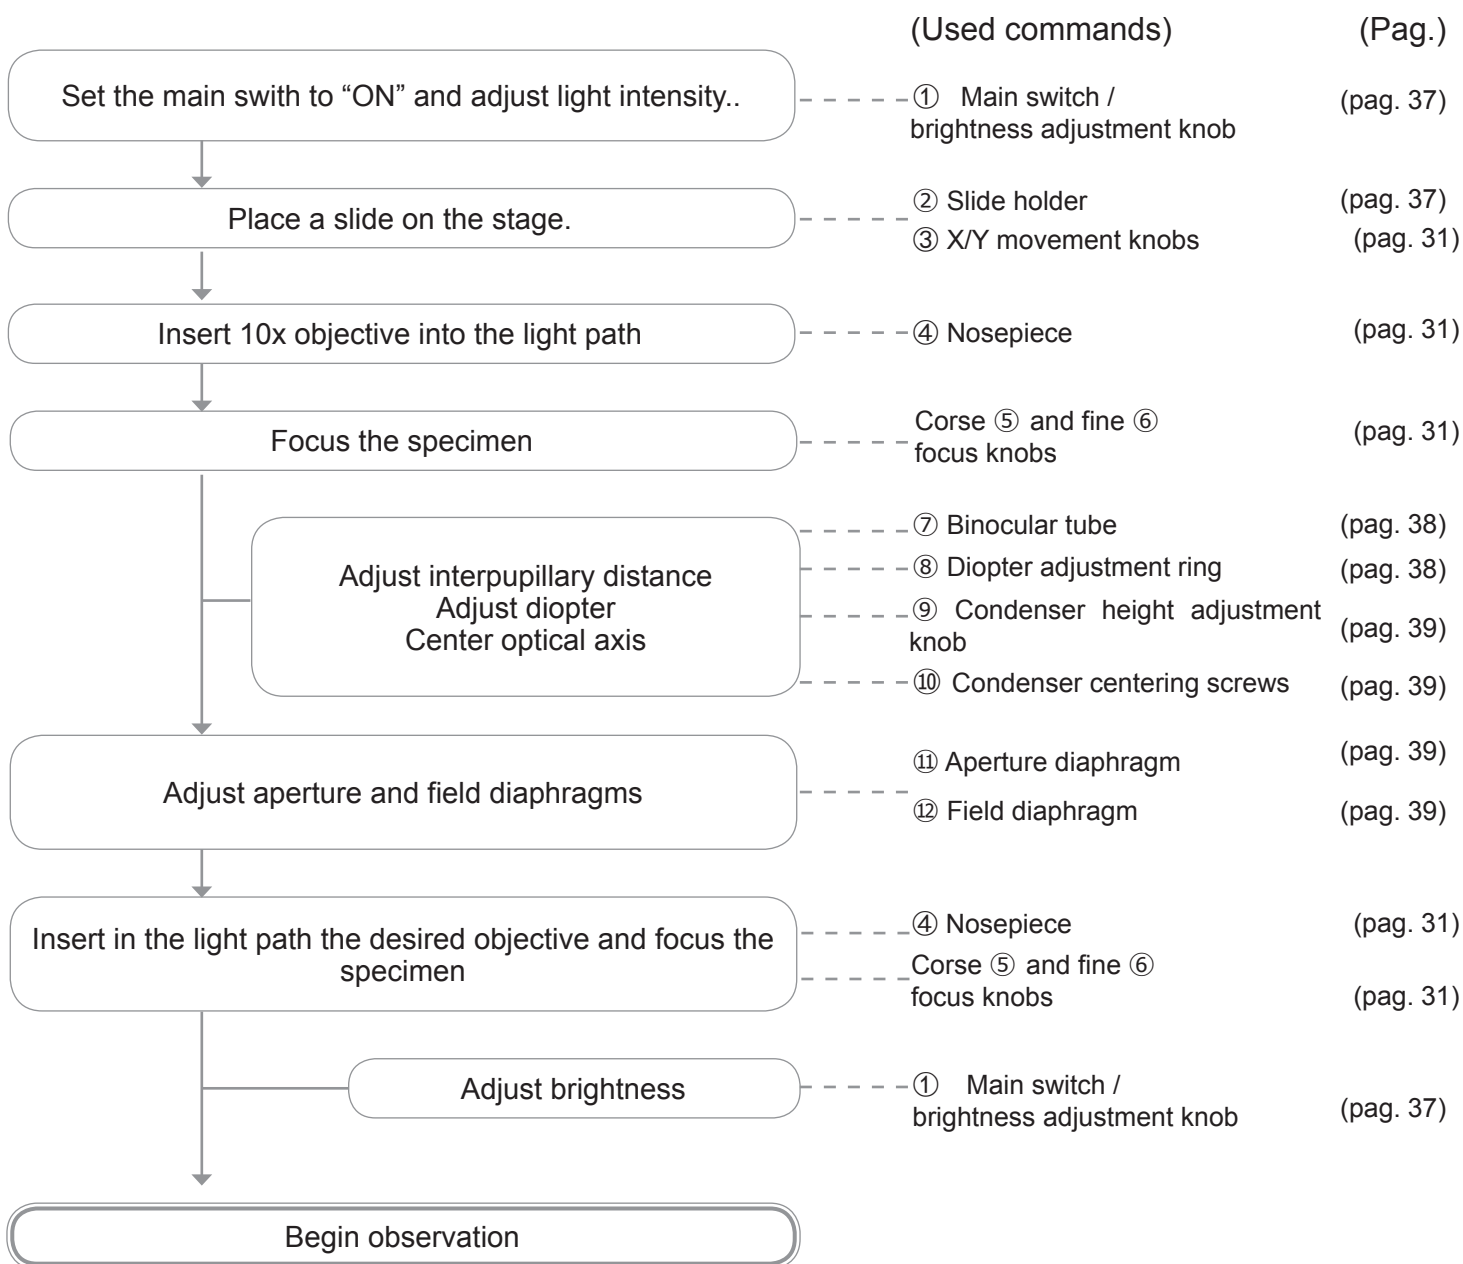 (Used commands) (Pag.)
Set the main swith to “ON” and adjust light intensity..
① Main switch / (pag. 37)
brightness adjustment knob
Place a slide on the stage.
② Slide holder (pag. 37)
③ X/Y movement knobs (pag. 31)
Insert 10x objective into the light path
④ Nosepiece (pag. 31)
Focus the specimen
Corse ⑤ and fine ⑥ (pag. 31)
focus knobs
Adjust interpupillary distance
Adjust diopter
Center optical axis
⑦ Binocular tube (pag. 38)
⑧ Diopter adjustment ring (pag. 38)
⑨ Condenser height adjustment (pag. 39)
knob
⑩ Condenser centering screws (pag. 39)
Adjust aperture and field diaphragms
⑪ Aperture diaphragm (pag. 39)
⑫ Field diaphragm (pag. 39)
Insert in the light path the desired objective and focus the
specimen
④ Nosepiece (pag. 31)
Corse ⑤ and fine ⑥
focus knobs (pag. 31)
Adjust brightness
① Main switch /
brightness adjustment knob (pag. 37)
Begin observation